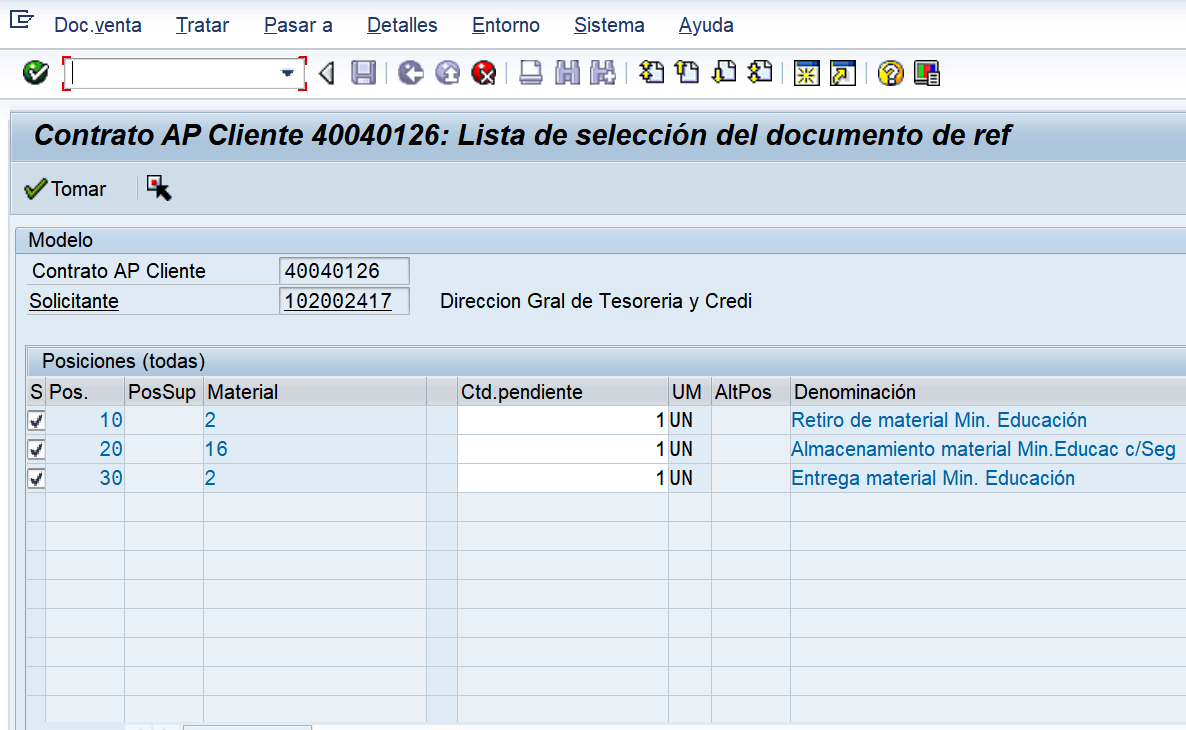 Doc.venta Tratar Pasar a Detalles Entorno Sistema Ayuda
Contrato AP Cliente 40040126: Lista de selección del documento de ref
Tomar
Modelo
Contrato AP Cliente 40040126
Solicitante 102002417 Direccion Gral de Tesoreria y Credi
Posiciones (todas)
S Pos. PosSup Material Ctd.pendiente UM AltPos Denominación
10 2 1 UN Retiro de material Min. Educación
20 16 1 UN Almacenamiento material Min.Educac c/Seg
30 2 1 UN Entrega material Min. Educación